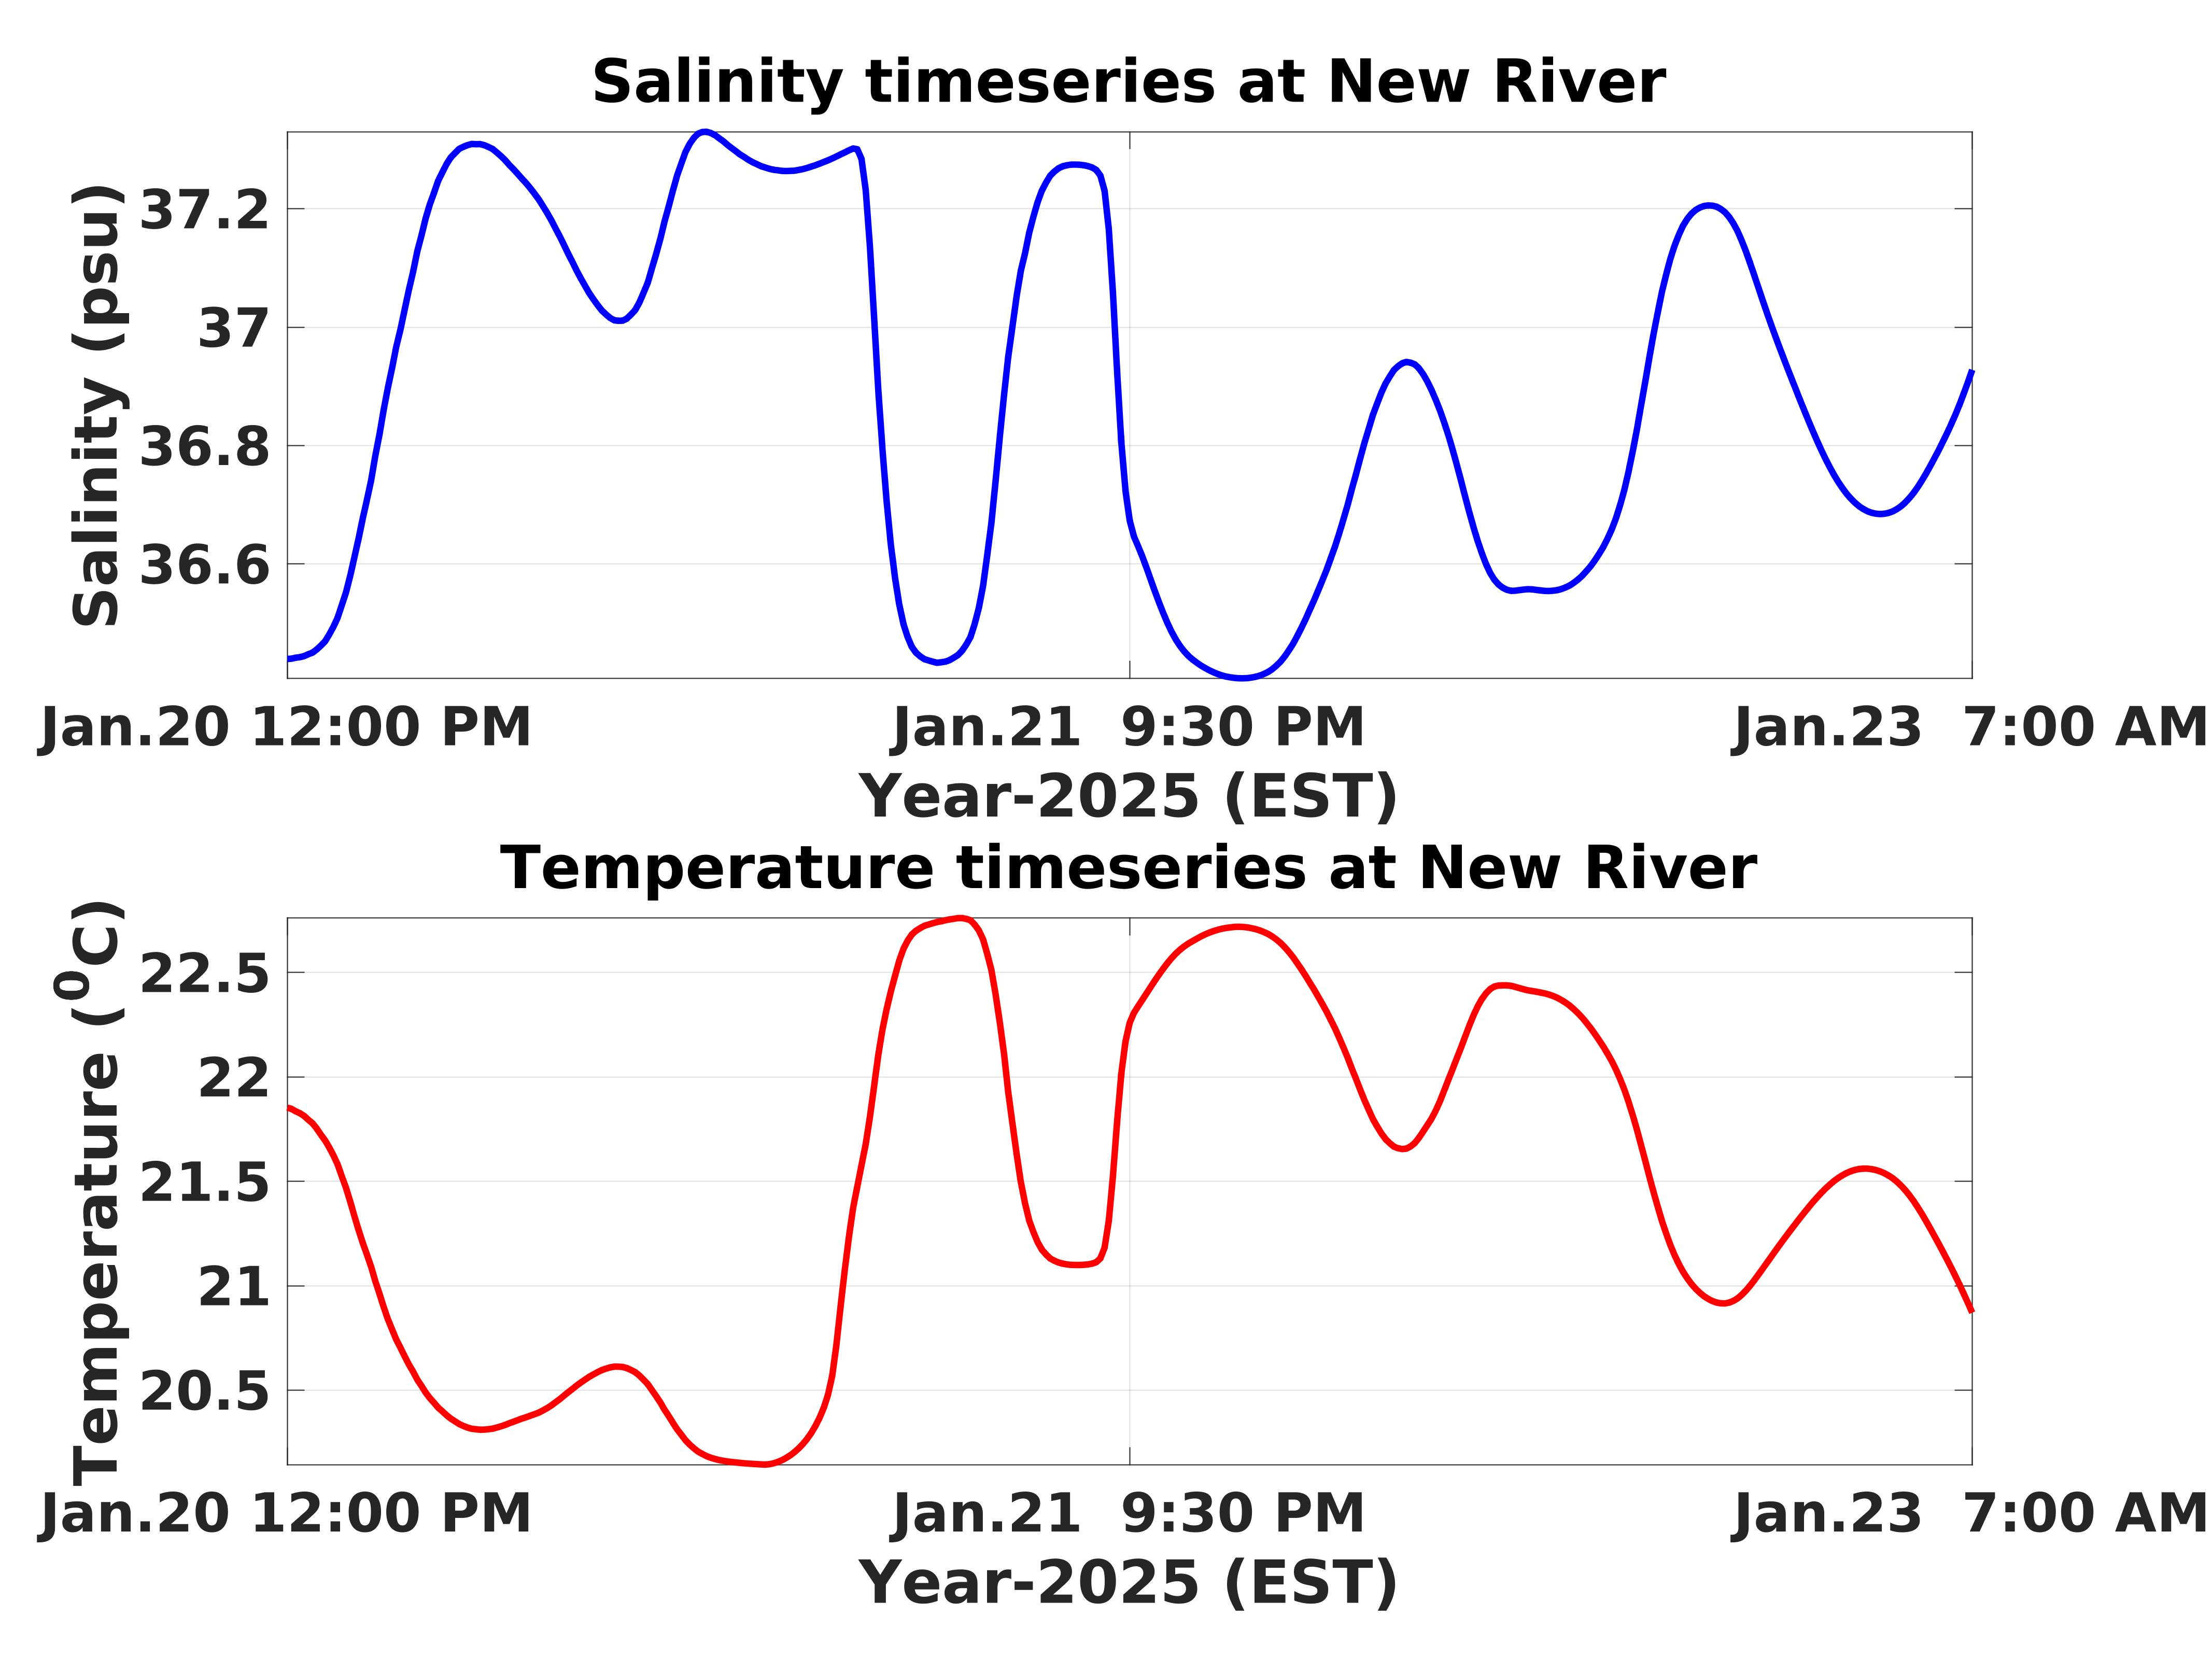 Salinity timeseries at New River
Salinity (psu)
37.2
37
36.8
36.6
Jan.20 12:00 PM Jan.21 9:30 PM Jan.23 7:00 AM
Year-2025 (EST)
Temperature timeseries at New River
Temperature (⁰C)
22.5
22
21.5
21
20.5
Jan.20 12:00 PM Jan.21 9:30 PM Jan.23 7:00 AM
Year-2025 (EST)